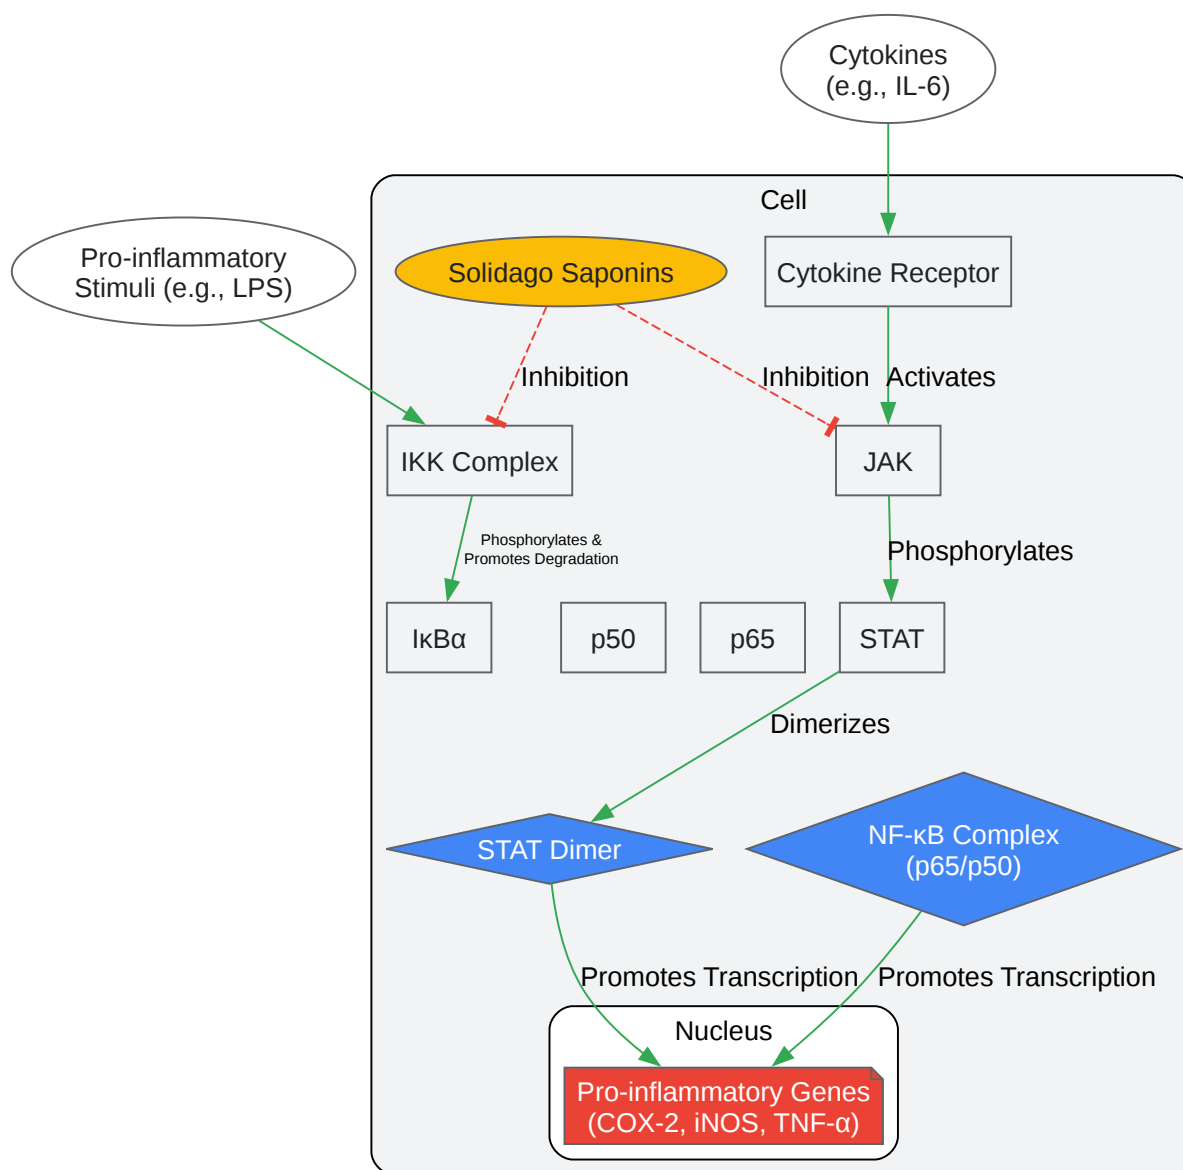 Cytokines
(e.g., IL-6)
Cell
Pro-inflammatory
Stimuli (e.g., LPS)
Solidago Saponins
Cytokine Receptor
Inhibition
Inhibition
Activates
IKK Complex
JAK
Phosphorylates &
Promotes Degradation
Phosphorylates
IκBα
p50
p65
STAT
Dimerizes
STAT Dimer
NF-κB Complex
(p65/p50)
Promotes Transcription
Promotes Transcription
Nucleus
Pro-inflammatory Genes
(COX-2, iNOS, TNF-α)